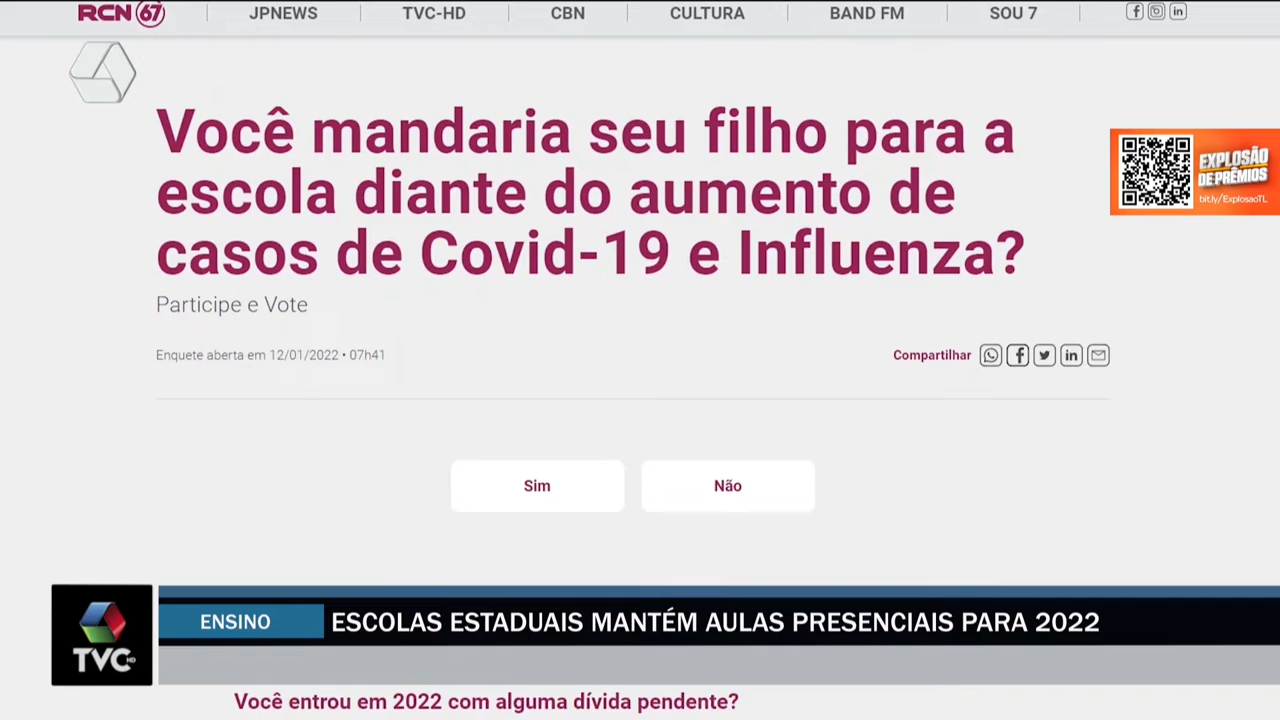 RCN 67
JPNEWS
TVC-HD
CBN
CULTURA
BAND FM
SOU 7
Você mandaria seu filho para a
escola diante do aumento de
casos de Covid-19 e Influenza?
EXPLOSÃO
DE PRÊMIOS
bit.ly/ExplosaoTL
Participe e Vote
Enquete aberta em 12/01/2022 • 07h41
Compartilhar
Sim
Não
ENSINO
ESCOLAS ESTADUAIS MANTÉM AULAS PRESENCIAIS PARA 2022
TVC HD
Você entrou em 2022 com alguma dívida pendente?